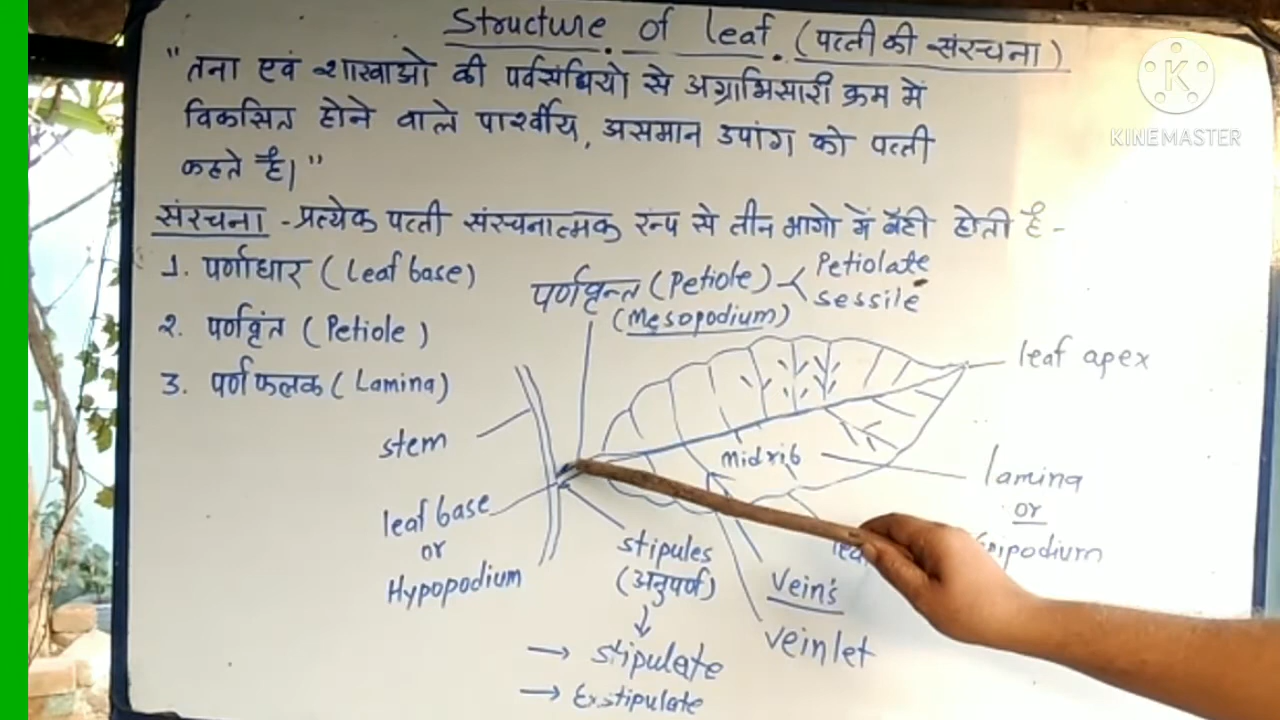 Structure of leaf. (पत्ती की संरचना)
"तना एवं शाखाओ की पर्वसंधियो से अग्राभिसारी क्रम में
विकसित होने वाले पार्श्वीय, असमान उपांग को पत्ती
कहते है।"
संरचना - प्रत्येक पत्ती संरचनात्मक रूप से तीन भागो में बँटी होती है -
1. पर्णाधार (Leaf base)
२. पर्णवृंत (Petiole)
3. पर्ण फलक (Lamina)
पर्णवृन्त (Petiole)
(Mesopodium)
Petiolate
sessile
leaf apex
stem
midrib
lamina
or
leaf base
or
Hypopodium
stipules
(अनुपर्ण)
→ stipulate
→ Exstipulate
Vein's
Veinlet
KINEMASTER